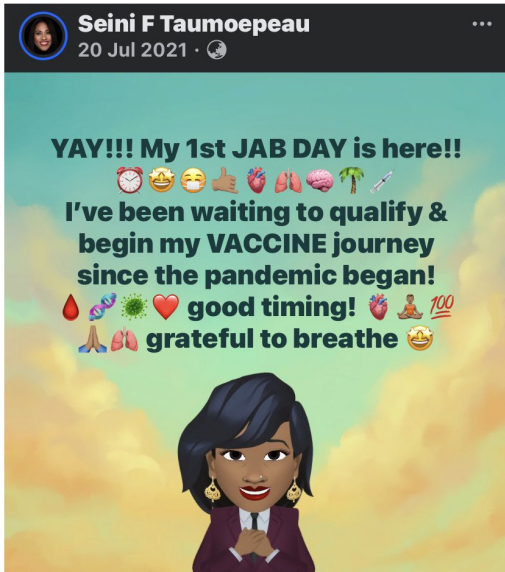 Seini F Taumoepeau
20 Jul 2021 ·
YAY!!! My 1st JAB DAY is here!!
⏰🤩😷🤙🏽🫀🫁🧠🌴💉
I've been waiting to qualify &
begin my VACCINE journey
since the pandemic began!
🩸🧬🦠❤️ good timing! 🫀🧘🏾💯
🙏🏽🫁 grateful to breathe 🤩